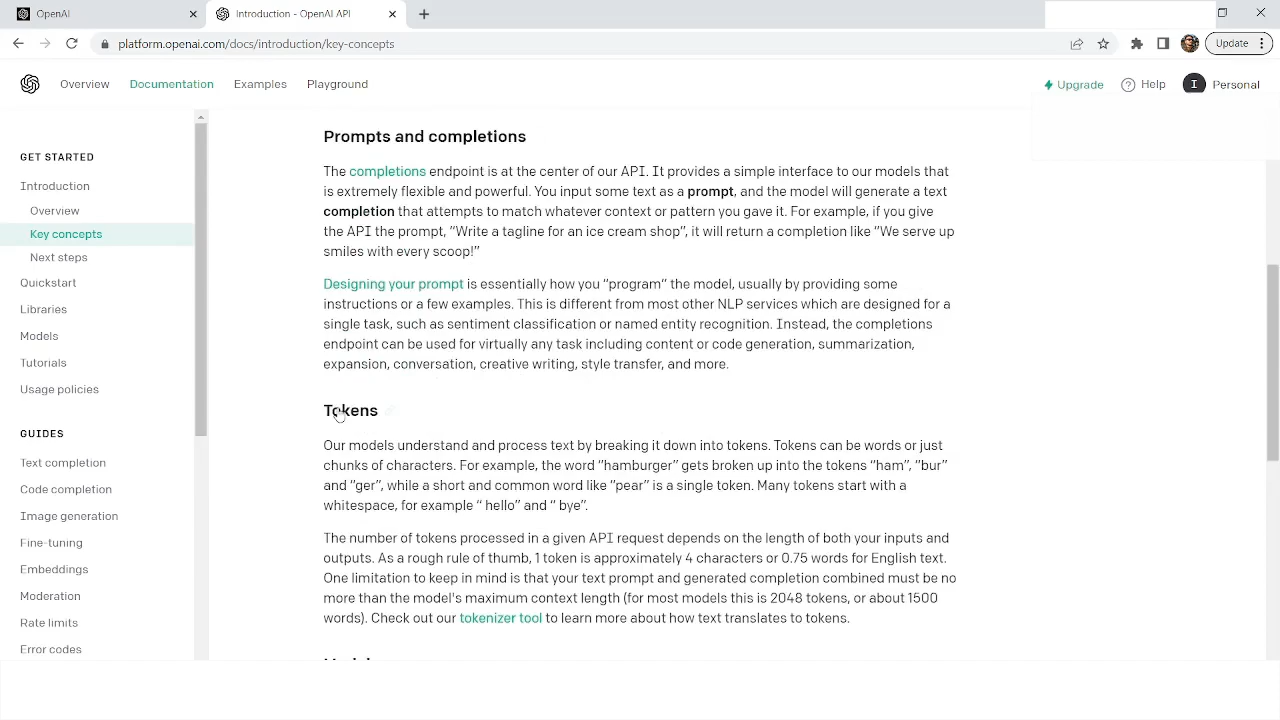 OpenAI
Introduction - OpenAI API
platform.openai.com/docs/introduction/key-concepts
Update
Overview
Documentation
Examples
Playground
Upgrade
Help
I
Personal
GET STARTED
Introduction
Overview
Key concepts
Next steps
Quickstart
Libraries
Models
Tutorials
Usage policies
GUIDES
Text completion
Code completion
Image generation
Fine-tuning
Embeddings
Moderation
Rate limits
Error codes
Prompts and completions
The completions endpoint is at the center of our API. It provides a simple interface to our models that
is extremely flexible and powerful. You input some text as a prompt, and the model will generate a text
completion that attempts to match whatever context or pattern you gave it. For example, if you give
the API the prompt, “Write a tagline for an ice cream shop”, it will return a completion like “We serve up
smiles with every scoop!”
Designing your prompt is essentially how you “program” the model, usually by providing some
instructions or a few examples. This is different from most other NLP services which are designed for a
single task, such as sentiment classification or named entity recognition. Instead, the completions
endpoint can be used for virtually any task including content or code generation, summarization,
expansion, conversation, creative writing, style transfer, and more.
Tokens
Our models understand and process text by breaking it down into tokens. Tokens can be words or just
chunks of characters. For example, the word “hamburger” gets broken up into the tokens “ham”, “bur”
and “ger”, while a short and common word like “pear” is a single token. Many tokens start with a
whitespace, for example “ hello” and “ bye”.
The number of tokens processed in a given API request depends on the length of both your inputs and
outputs. As a rough rule of thumb, 1 token is approximately 4 characters or 0.75 words for English text.
One limitation to keep in mind is that your text prompt and generated completion combined must be no
more than the model's maximum context length (for most models this is 2048 tokens, or about 1500
words). Check out our tokenizer tool to learn more about how text translates to tokens.